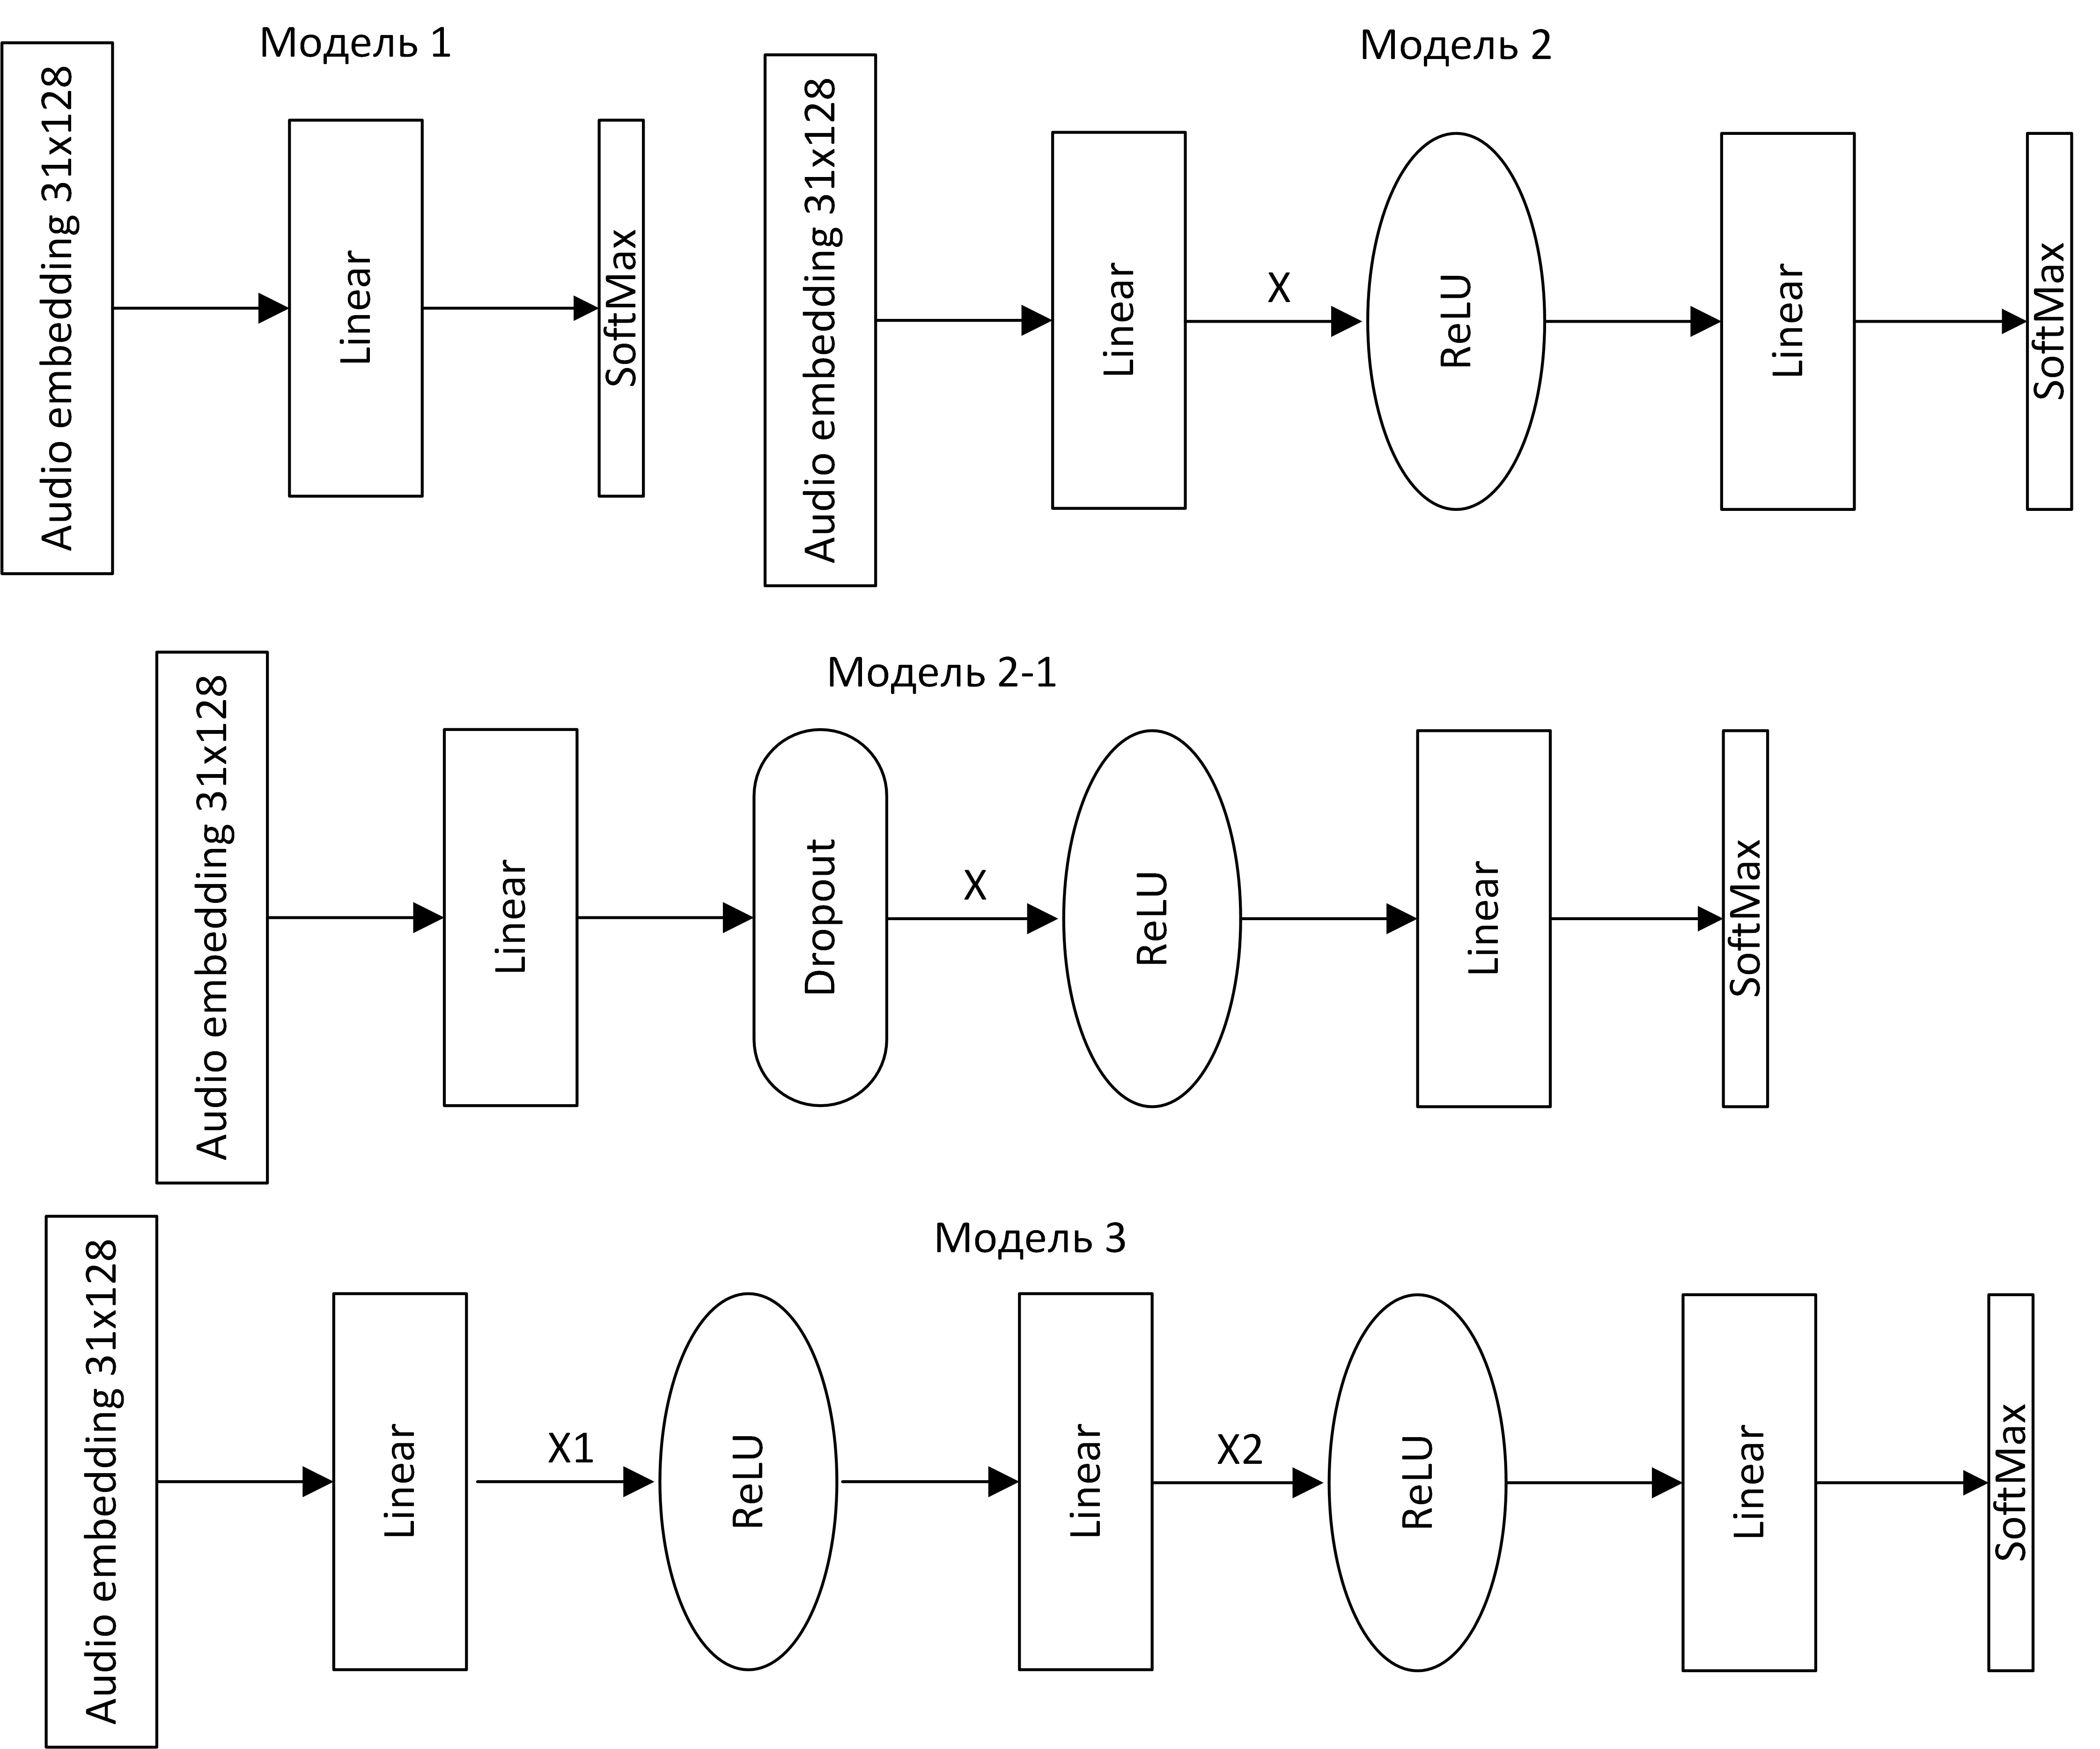 Модель 1
Audio embedding 31x128
Linear
SoftMax
Модель 2
Audio embedding 31x128
Linear
X
ReLU
Linear
SoftMax
Модель 2-1
Audio embedding 31x128
Linear
Dropout
X
ReLU
Linear
SoftMax
Модель 3
Audio embedding 31x128
Linear
X1
ReLU
Linear
X2
ReLU
Linear
SoftMax